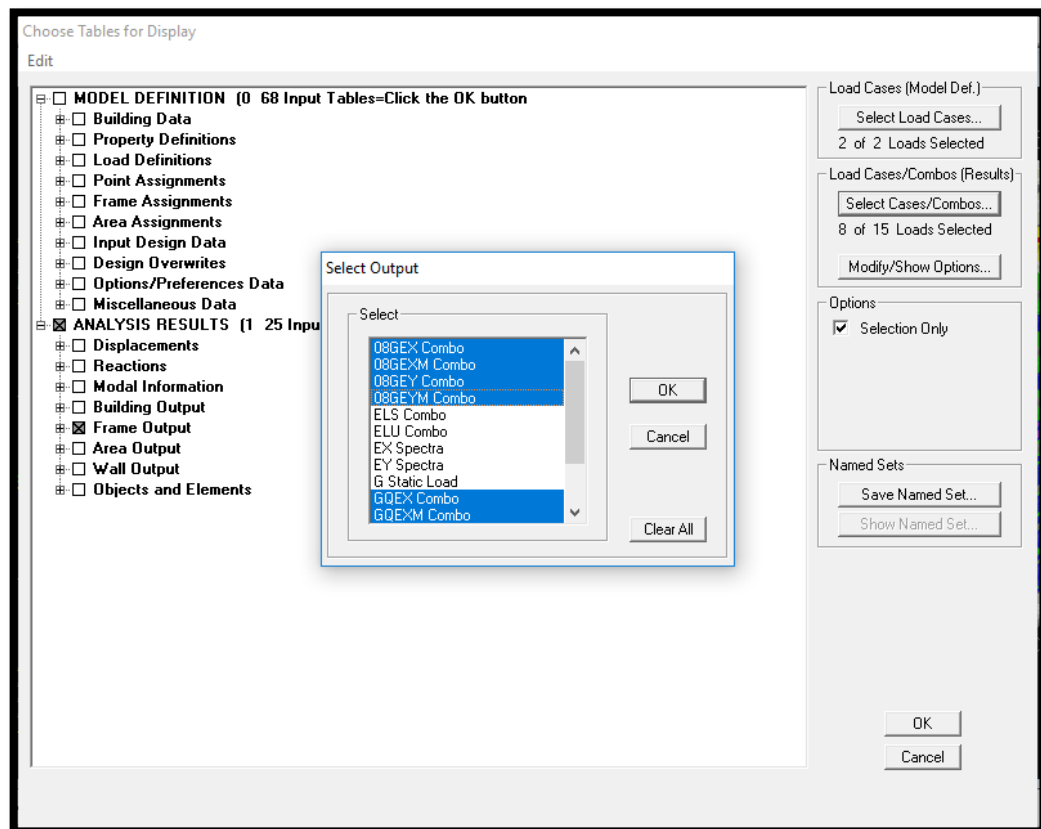 Choose Tables for Display
Edit
MODEL DEFINITION (0 68 Input Tables=Click the OK button
Building Data
Property Definitions
Load Definitions
Point Assignments
Frame Assignments
Area Assignments
Input Design Data
Design Overwrites
Options/Preferences Data
Miscellaneous Data
ANALYSIS RESULTS (1 25 Inpu
Displacements
Reactions
Modal Information
Building Output
Frame Output
Area Output
Wall Output
Objects and Elements
Select Output
Select
08GEX Combo
08GEXM Combo
08GEY Combo
08GEYM Combo
ELS Combo
ELU Combo
EX Spectra
EY Spectra
G Static Load
GQEX Combo
GQEXM Combo
OK
Cancel
Clear All
Load Cases (Model Def.)
Select Load Cases...
2 of 2 Loads Selected
Load Cases/Combos (Results)
Select Cases/Combos...
8 of 15 Loads Selected
Modify/Show Options...
Options
Selection Only
Named Sets
Save Named Set...
Show Named Set...
OK
Cancel